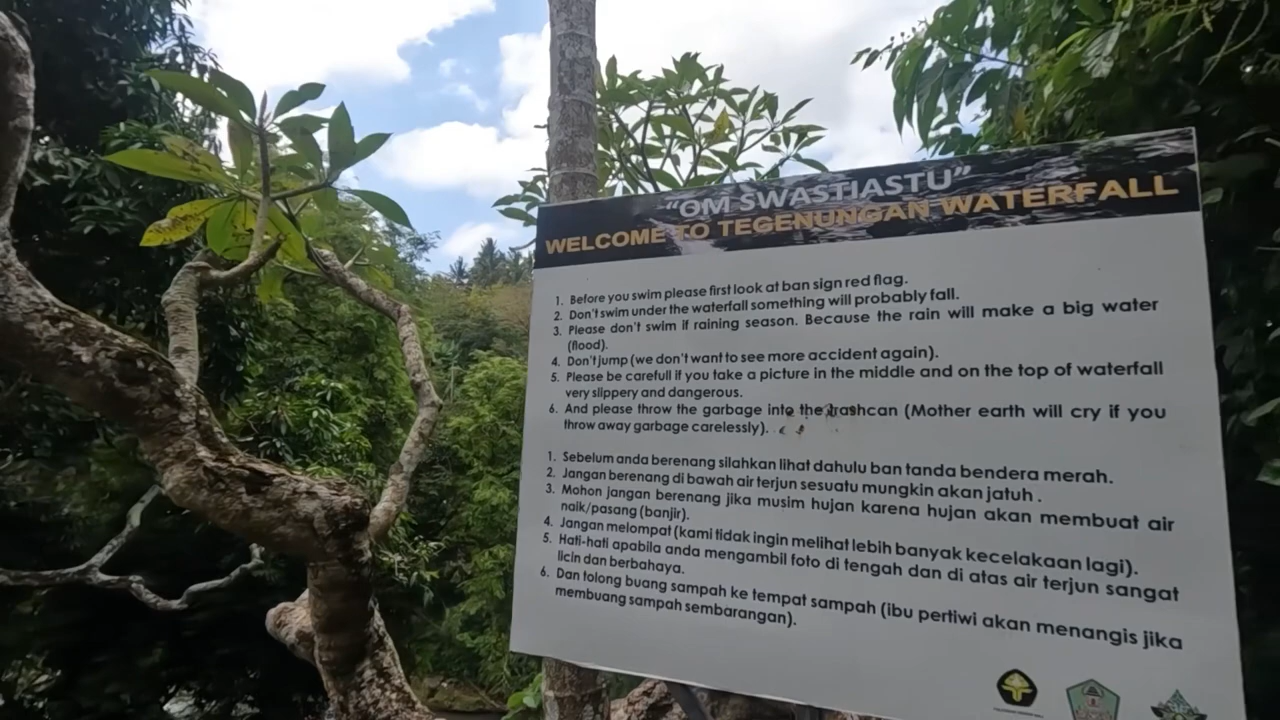 "OM SWASTIASTU"
WELCOME TO TEGENUNGAN WATERFALL
1. Before you swim please first look at ban sign red flag.
2. Don't swim under the waterfall something will probably fall.
3. Please don't swim if raining season. Because the rain will make a big water
(flood).
4. Don't jump (we don't want to see more accident again).
5. Please be carefull if you take a picture in the middle and on the top of waterfall
very slippery and dangerous.
6. And please throw the garbage into the trashcan (Mother earth will cry if you
throw away garbage carelessly).
1. Sebelum anda berenang silahkan lihat dahulu ban tanda bendera merah.
2. Jangan berenang di bawah air terjun sesuatu mungkin akan jatuh .
3. Mohon jangan berenang jika musim hujan karena hujan akan membuat air
naik/pasang (banjir).
4. Jangan melompat (kami tidak ingin melihat lebih banyak kecelakaan lagi).
5. Hati-hati apabila anda mengambil foto di tengah dan di atas air terjun sangat
licin dan berbahaya.
6. Dan tolong buang sampah ke tempat sampah (ibu pertiwi akan menangis jika
membuang sampah sembarangan).